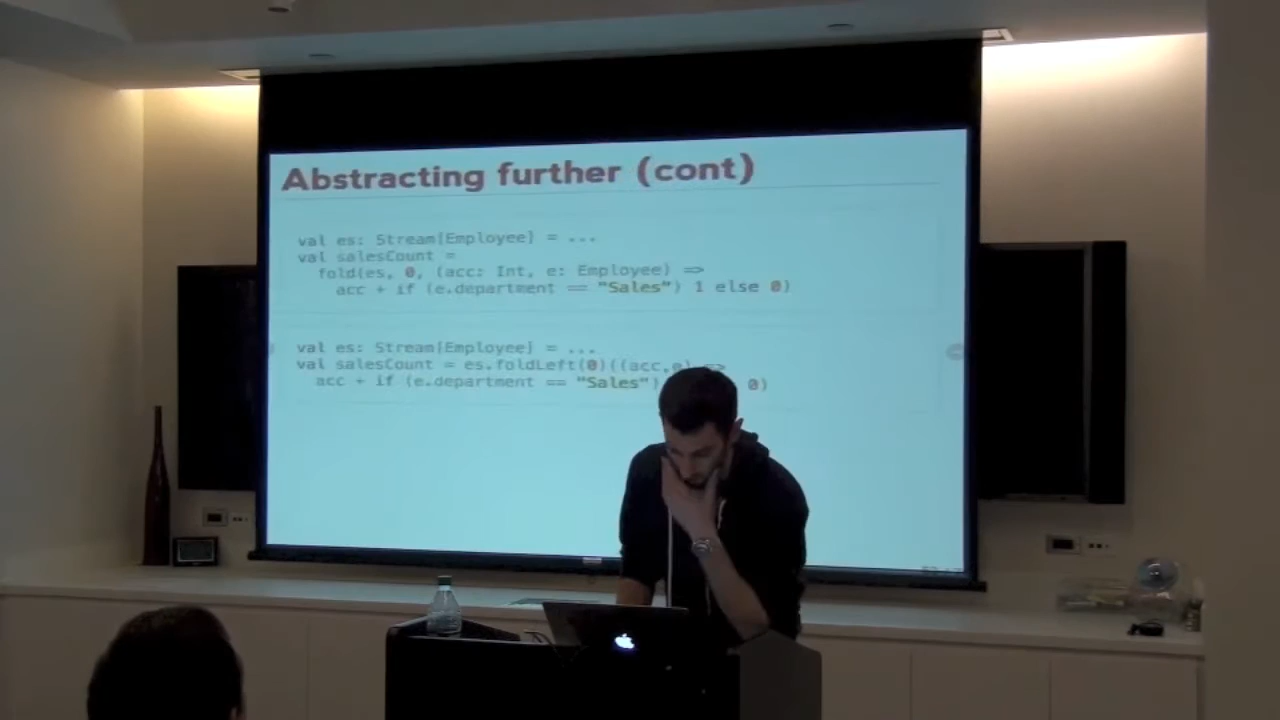 Abstracting further (cont)
val es: Stream[Employee] = ...
val salesCount =
fold(es, 0, (acc: Int, e: Employee) =>
acc + if (e.department == "Sales") 1 else 0)
val es: Stream[Employee] = ...
val salesCount = es.foldLeft(0)((acc,e) =>
acc + if (e.department == "Sales") 0)